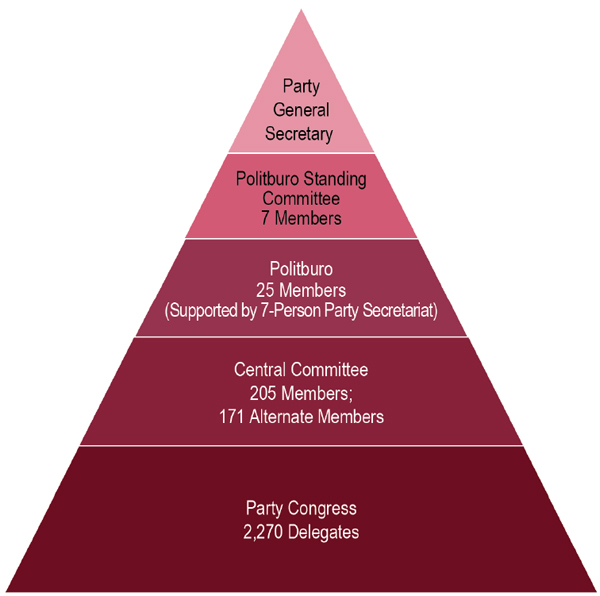 Party
General
Secretary
Politburo Standing
Committee
7 Members
Politburo
25 Members
(Supported by 7-Person Party Secretariat)
Central Committee
205 Members;
171 Alternate Members
Party Congress
2,270 Delegates